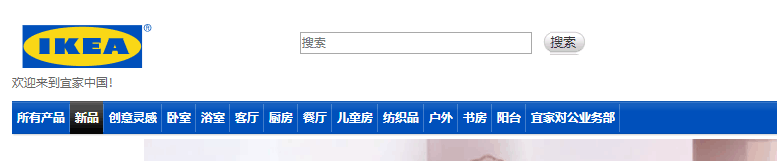 IKEA®
搜索 搜索
欢迎来到宜家中国！
所有产品 新品 创意灵感 卧室 浴室 客厅 厨房 餐厅 儿童房 纺织品 户外 书房 阳台 宜家对公业务部